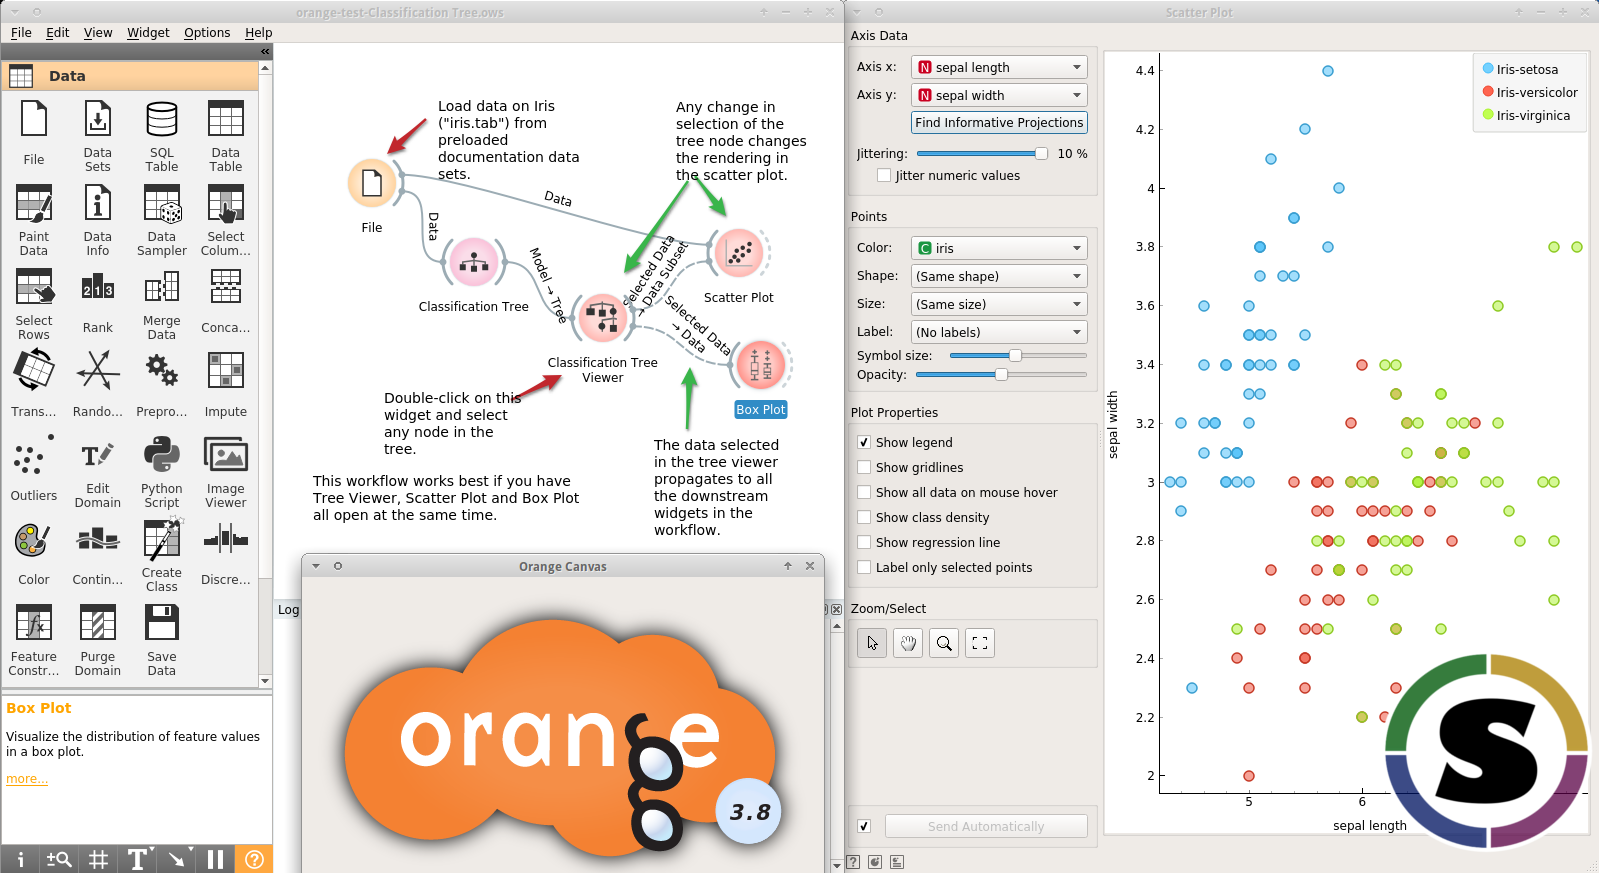 orange-test-Classification Tree.ows
File Edit View Widget Options Help
Data
File
Data Sets
SQL Table
Data Table
Paint Data
Data Info
Data Sampler
Select Colum...
Select Rows
Rank
Merge Data
Conca...
Trans...
Rando...
Prepro...
Impute
Outliers
Edit Domain
Python Script
Image Viewer
Color
Contin...
Create Class
Discre...
Feature Constr...
Purge Domain
Save Data
Box Plot
Visualize the distribution of feature values
in a box plot.
more...
Load data on Iris
("iris.tab") from
preloaded
documentation data
sets.
Any change in
selection of the
tree node changes
the rendering in
the scatter plot.
File
Data
Data
Classification Tree
Model → Tree
Selected Data
→ Data Subset
Scatter Plot
Classification Tree
Viewer
Selected Data
→ Data
Box Plot
Double-click on this
widget and select
any node in the
tree.
The data selected
in the tree viewer
propagates to all
the downstream
widgets in the
workflow.
This workflow works best if you have
Tree Viewer, Scatter Plot and Box Plot
all open at the same time.
Log
Orange Canvas
orange
3.8
Scatter Plot
Axis Data
Axis x: N sepal length
Axis y: N sepal width
Find Informative Projections
Jittering: 10 %
Jitter numeric values
Points
Color: C iris
Shape: (Same shape)
Size: (Same size)
Label: (No labels)
Symbol size:
Opacity:
Plot Properties
Show legend
Show gridlines
Show all data on mouse hover
Show class density
Show regression line
Label only selected points
Zoom/Select
Send Automatically
Iris-setosa
Iris-versicolor
Iris-virginica
4.4
4.2
4
3.8
3.6
3.4
3.2
3
2.8
2.6
2.4
2.2
2
sepal width
5
6
sepal length
S